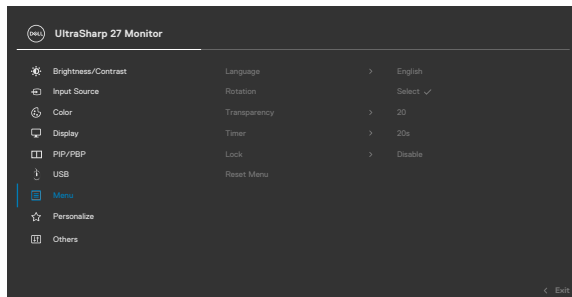 DELL UltraSharp 27 Monitor
Brightness/Contrast Language > English
Input Source Rotation Select ✓
Color Transparency > 20
Display Timer > 20s
PIP/PBP Lock > Disable
USB Reset Menu
Menu
Personalize
Others
< Exit